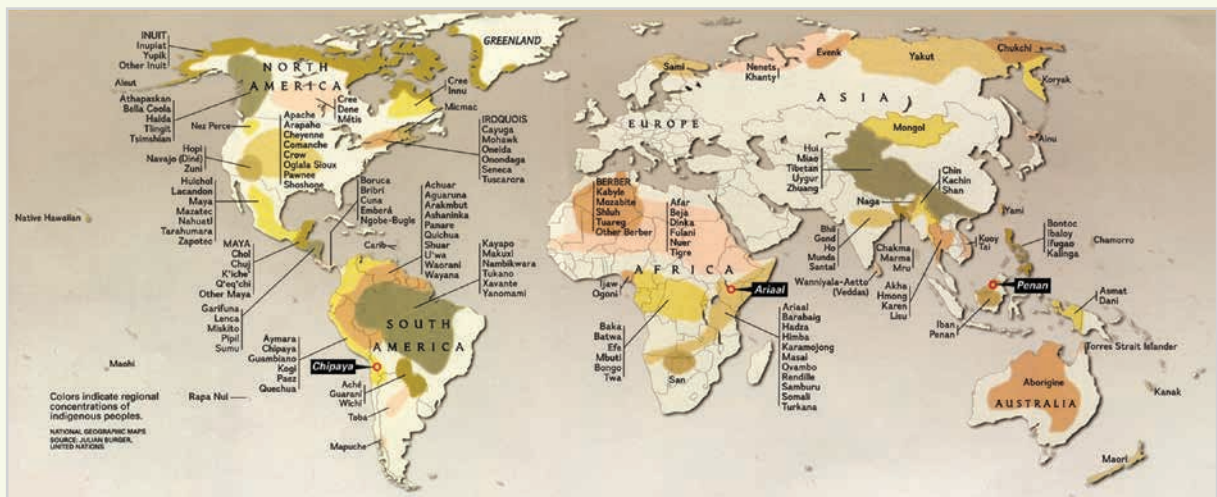 INUIT
Inupiat
Yupik
Other Inuit
Aleut
NORTH
AMERICA
GREENLAND
Athapaskan
Bella Coola
Haida
Tlingit
Tsimshian
Nez Perce
Cree
Dene
Métis
Cree
Innu
Micmac
Apache
Arapaho
Cheyenne
Comanche
Crow
Oglala Sioux
Pawnee
Shoshone
IROQUOIS
Cayuga
Mohawk
Oneida
Onondaga
Seneca
Tuscarora
Hopi
Navajo (Diné)
Zuni
Huichol
Lacandon
Maya
Mazatec
Nahuatl
Tarahumara
Zapotec
Native Hawaiian
MAYA
Chol
Chuj
K'iche'
Q'eq'chi
Other Maya
Garifuna
Lenca
Miskito
Pipil
Sumu
Boruca
Bribri
Cuna
Emberá
Ngobe-Bugle
Carib
Achuar
Aguaruna
Arakmbut
Ashaninka
Panare
Quichua
Shuar
U'wa
Waorani
Wayana
Kayapo
Makuxi
Nambikwara
Tukano
Xavante
Yanomami
SOUTH
AMERICA
Aymara
Chipaya
Guambiano
Kogi
Paez
Quechua
Chipaya
Aché
Guarani
Wichi
Toba
Mapuche
Maohi
Rapa Nui
Colors indicate regional
concentrations of
indigenous peoples.
NATIONAL GEOGRAPHIC MAPS
SOURCE: JULIAN BURGER,
UNITED NATIONS
Sami
Nenets
Khanty
Evenk
Yakut
Chukchi
Koryak
ASIA
EUROPE
Mongol
Ainu
Hui
Miao
Tibetan
Uygur
Zhuang
Chin
Kachin
Shan
Naga
Yami
BERBER
Kabyle
Mozabite
Shluh
Tuareg
Other Berber
Afar
Beja
Dinka
Fulani
Nuer
Tigre
AFRICA
Ijaw
Ogoni
Ariaal
Baka
Batwa
Efe
Mbuti
Bongo
Twa
San
Ariaal
Barabaig
Hadza
Himba
Karamojong
Masai
Ovambo
Rendille
Samburu
Somali
Turkana
Bhil
Gond
Ho
Munda
Santal
Chakma
Marma
Mru
Wanniyala-Aetto
(Veddas)
Kuoy
Tai
Akha
Hmong
Karen
Lisu
Bontoc
Ibaloy
Ifugao
Kalinga
Chamorro
Penan
Iban
Penan
Asmat
Dani
Torres Strait Islander
Aborigine
AUSTRALIA
Kanak
Maori